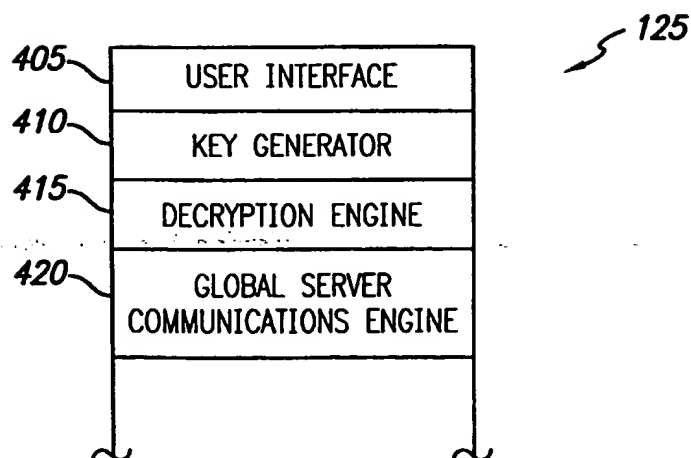 125
405
USER INTERFACE
410
KEY GENERATOR
415
DECRYPTION ENGINE
420
GLOBAL SERVER
COMMUNICATIONS ENGINE